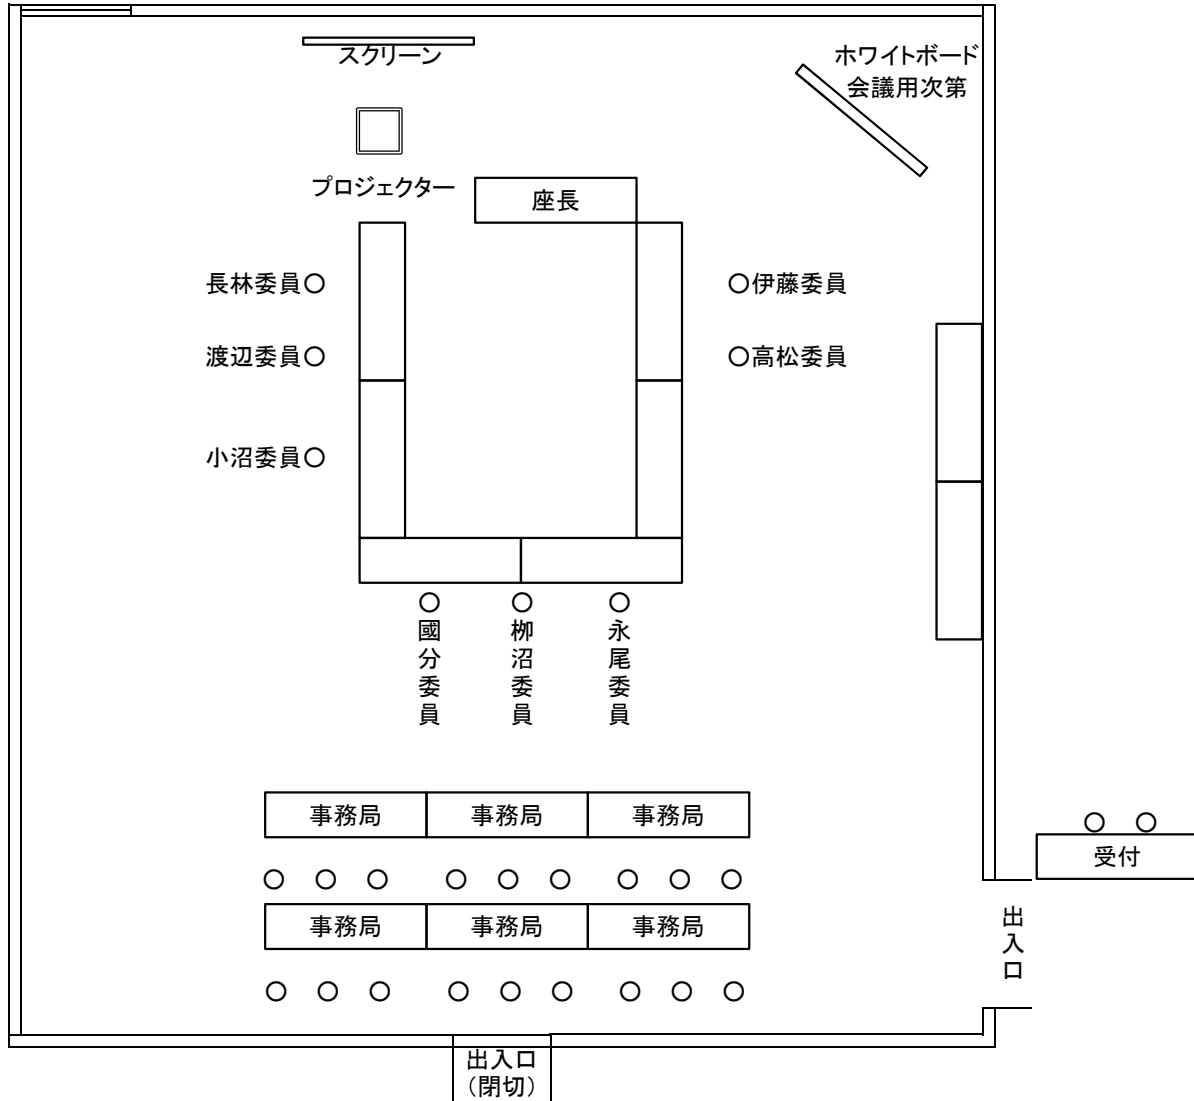 スクリーン
ホワイトボード
会議用次第
プロジェクター
座長
長林委員○
○伊藤委員
渡辺委員○
○高松委員
小沼委員○
國分委員
栁沼委員
永尾委員
事務局
事務局
事務局
受付
事務局
事務局
事務局
出入口
出入口
（閉切）